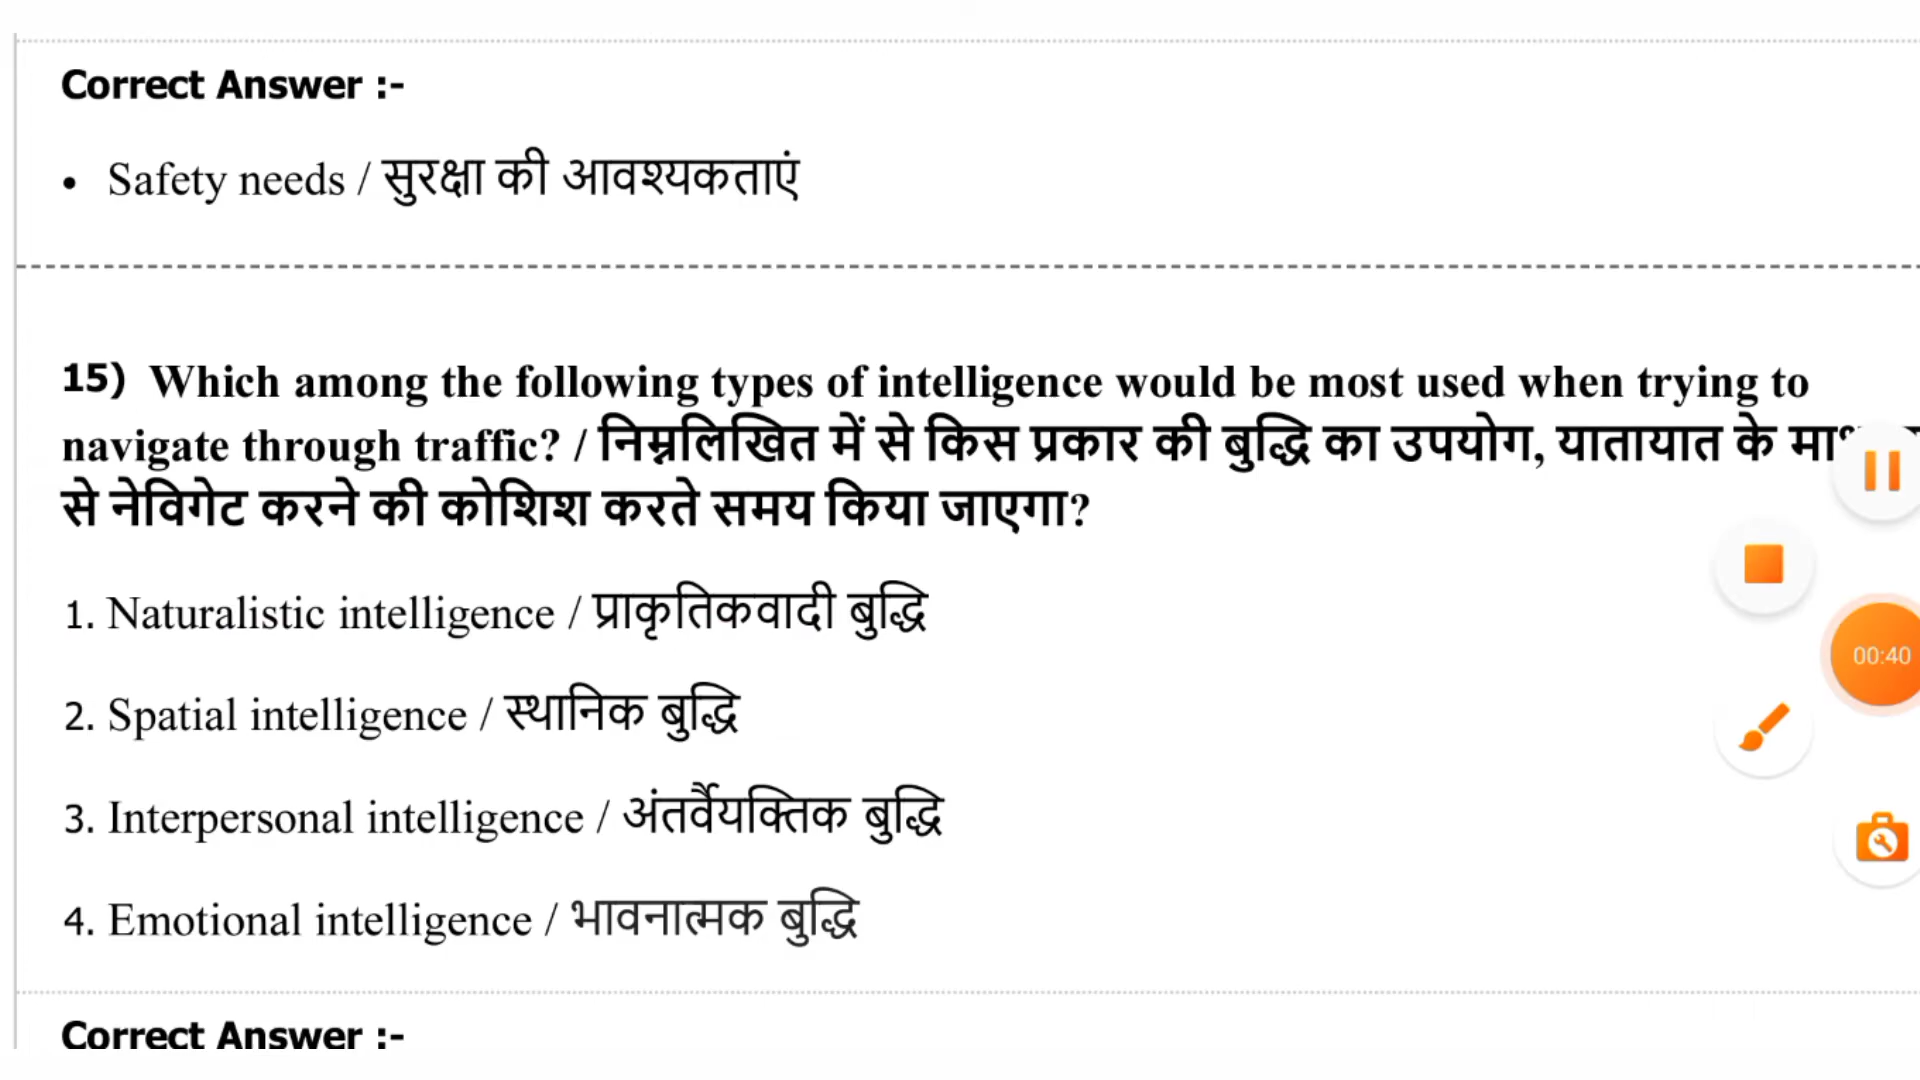 Correct Answer :-
• Safety needs / सुरक्षा की आवश्यकताएं
15) Which among the following types of intelligence would be most used when trying to
navigate through traffic? / निम्नलिखित में से किस प्रकार की बुद्धि का उपयोग, यातायात के
से नेविगेट करने की कोशिश करते समय किया जाएगा?
1. Naturalistic intelligence / प्राकृतिकवादी बुद्धि
2. Spatial intelligence / स्थानिक बुद्धि
00:40
3. Interpersonal intelligence / अंतर्वैयक्तिक बुद्धि
4. Emotional intelligence / भावनात्मक बुद्धि
Correct Answer :-